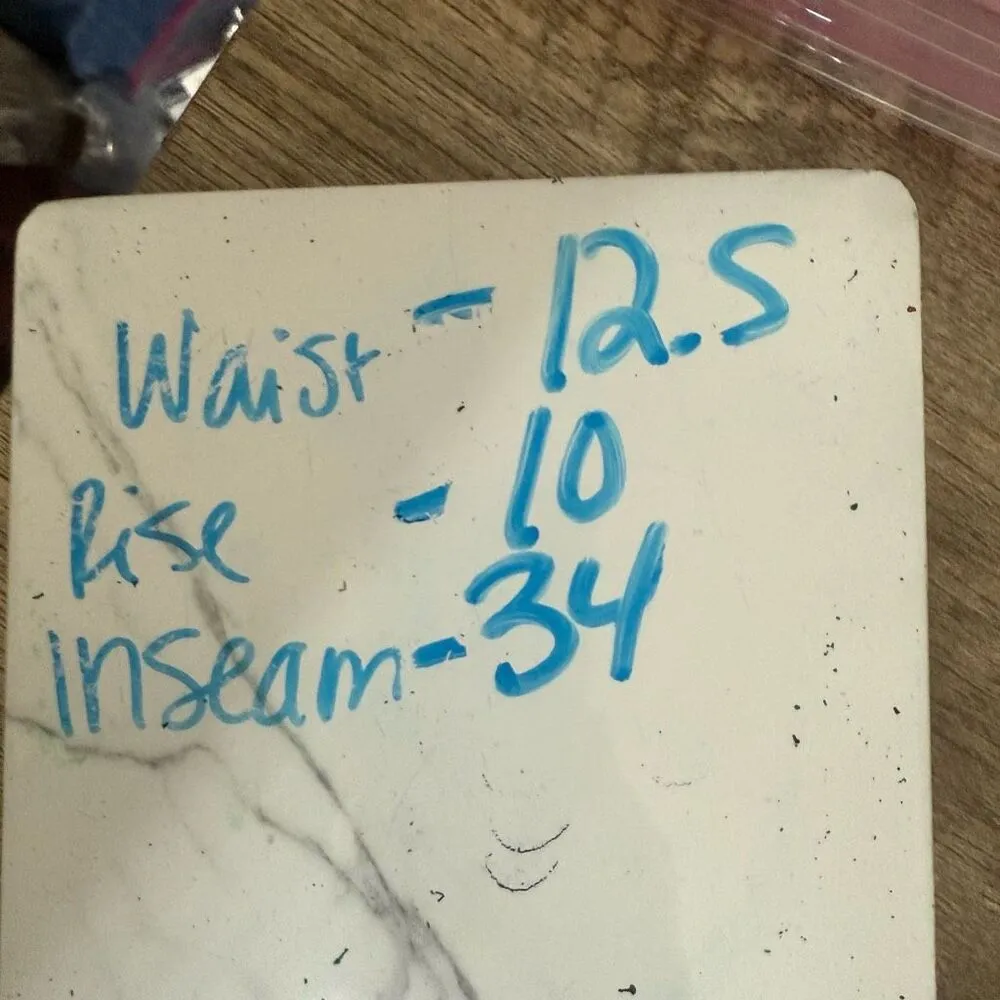 Waist - 12.5
Rise - 10
Inseam - 34